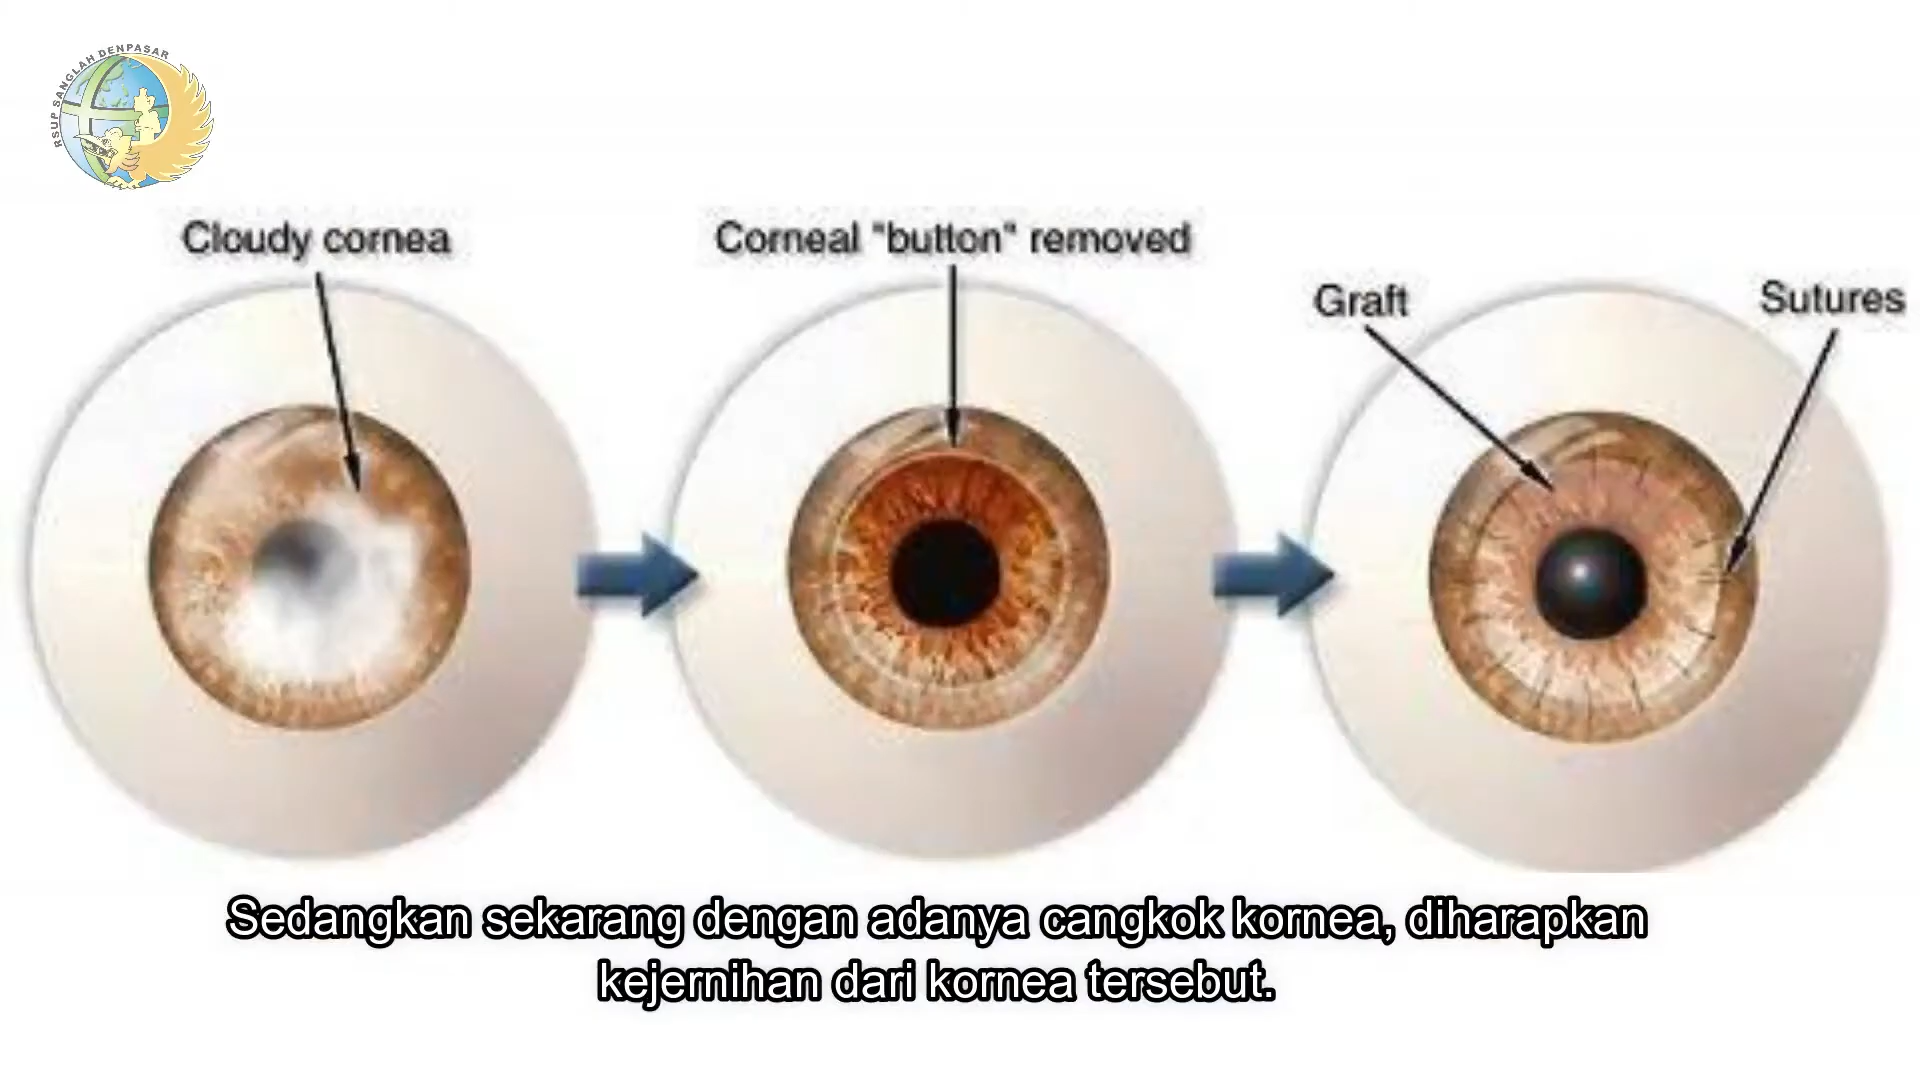 RSUP SANGLAH DENPASAR
Cloudy cornea
Corneal "button" removed
Graft
Sutures
Sedangkan sekarang dengan adanya cangkok kornea, diharapkan
kejernihan dari kornea tersebut.